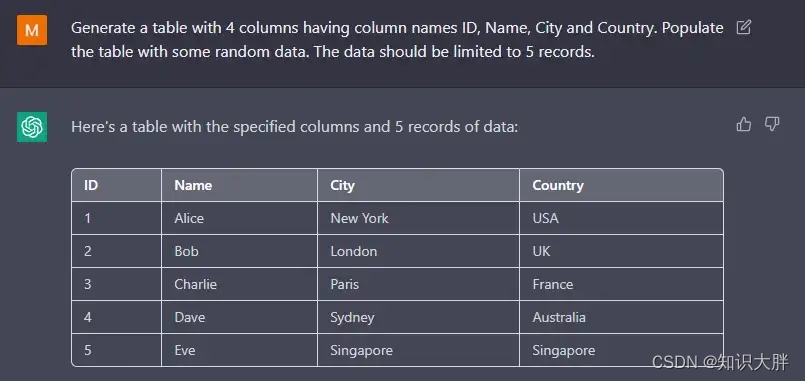 M
Generate a table with 4 columns having column names ID, Name, City and Country. Populate
the table with some random data. The data should be limited to 5 records.
Here's a table with the specified columns and 5 records of data:
ID Name City Country
1 Alice New York USA
2 Bob London UK
3 Charlie Paris France
4 Dave Sydney Australia
5 Eve Singapore Singapore
CSDN @知识大胖